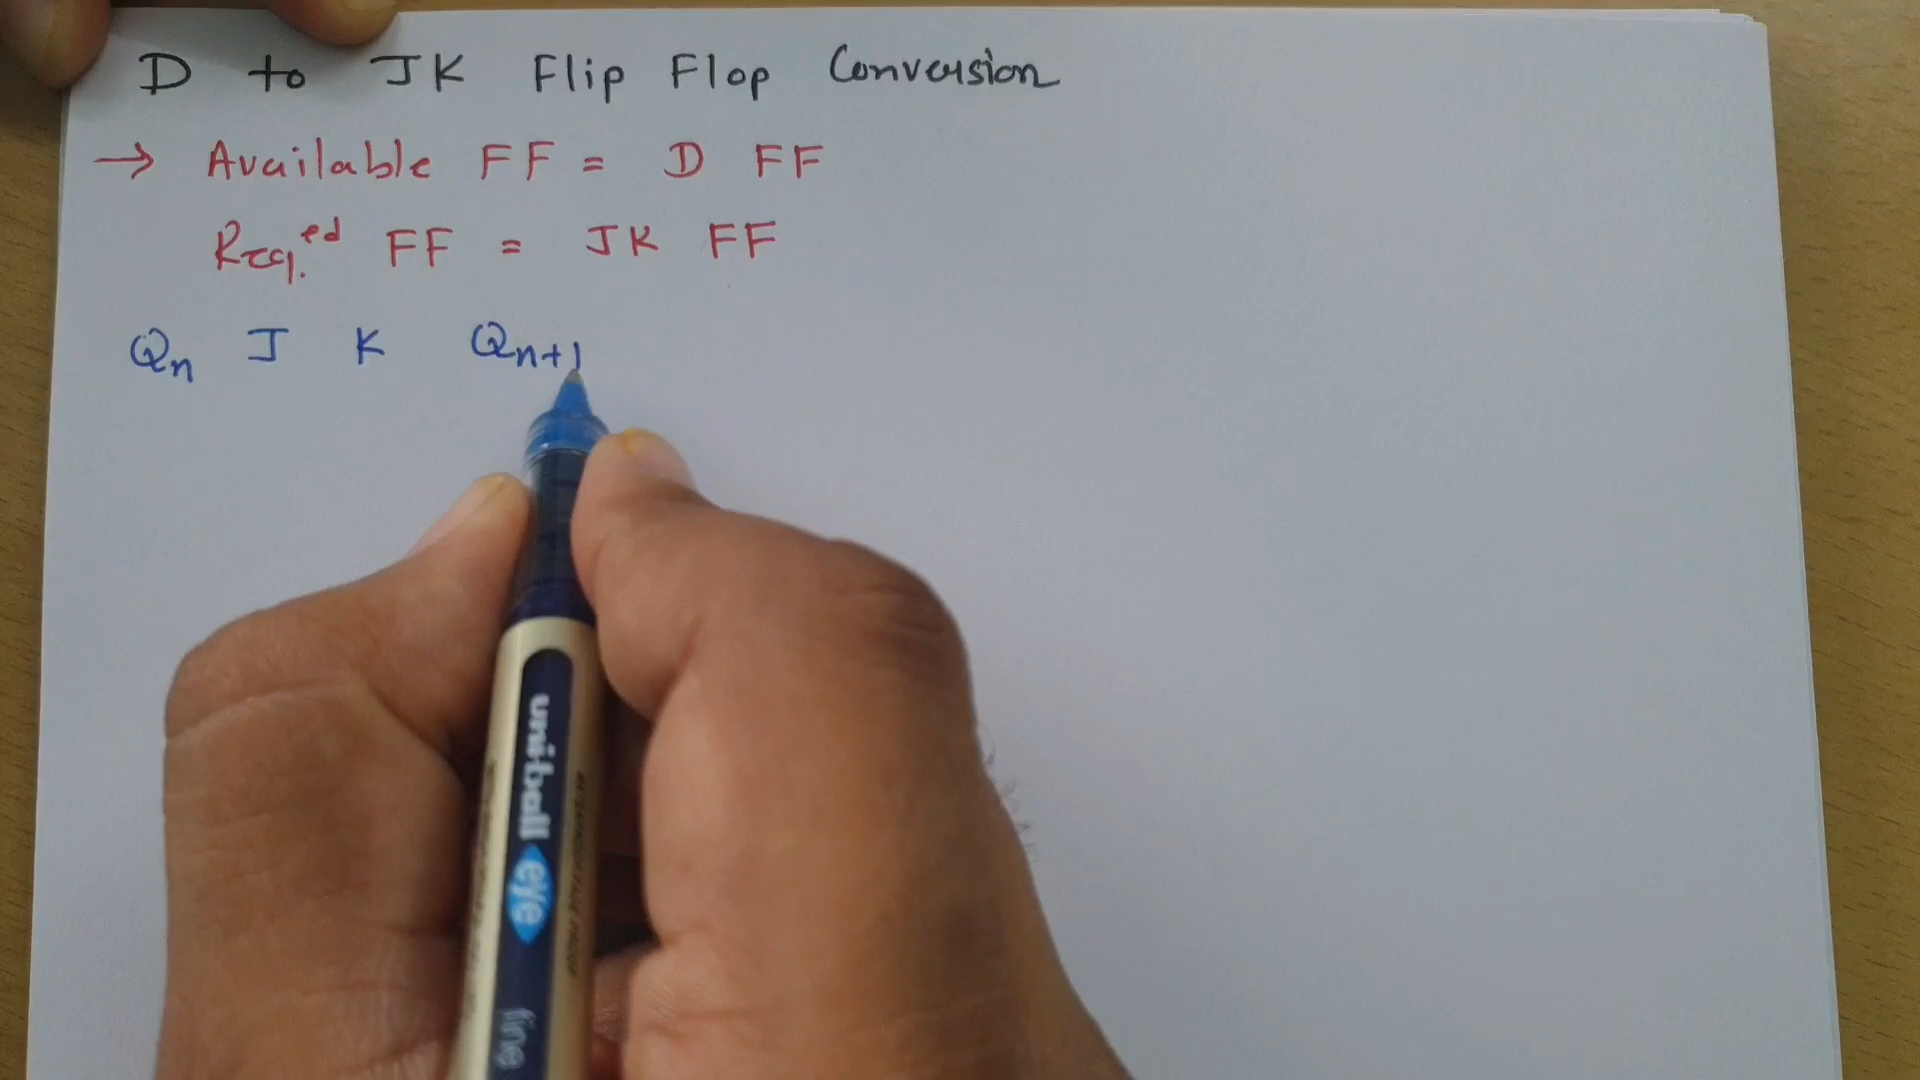 D to JK Flip Flop Conversion
→ Available FF = D FF
Req.ed FF = JK FF
Qn J K Qn+1
uni-ball eye fine